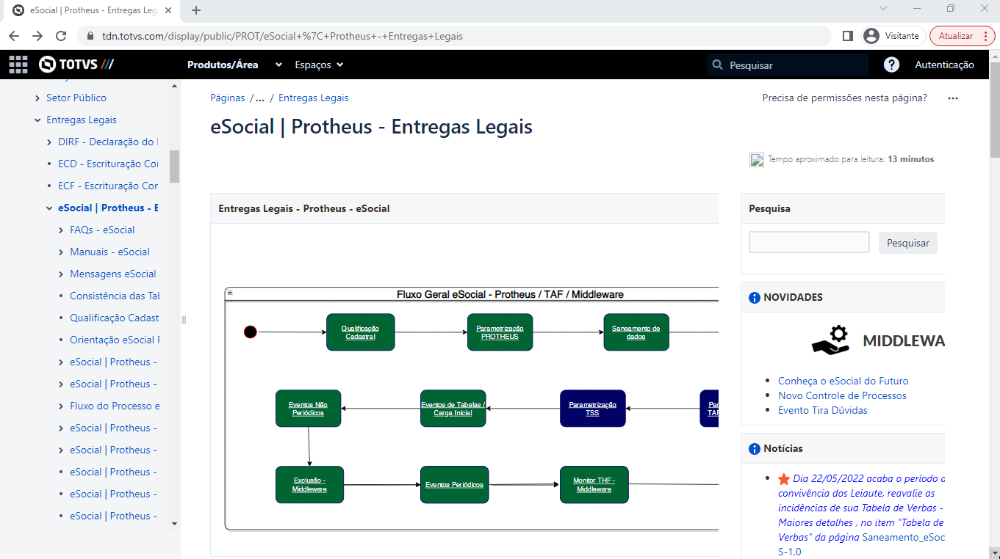 eSocial | Protheus - Entregas Leg
tdn.totvs.com/display/public/PROT/eSocial+%7C+Protheus+-+Entregas+Legais
Visitante
Atualizar
TOTVS
Produtos/Área
Espaços
Pesquisar
Autenticação
Setor Público
Entregas Legais
DIRF - Declaração do
ECD - Escrituração Cor
ECF - Escrituração Con
eSocial | Protheus - E
FAQs - eSocial
Manuais - eSocial
Mensagens eSocial
Consistência das Tab
Qualificação Cadast
Orientação eSocial
eSocial | Protheus -
eSocial | Protheus -
Fluxo do Processo e
eSocial | Protheus -
eSocial | Protheus -
eSocial | Protheus -
eSocial | Protheus -
eSocial | Protheus -
Páginas /... / Entregas Legais
Precisa de permissões nesta página?
eSocial | Protheus - Entregas Legais
Tempo aproximado para leitura: 13 minutos
Entregas Legais - Protheus - eSocial
Fluxo Geral eSocial - Protheus / TAF / Middleware
Qualificação
Cadastral
Parametrização
PROTHEUS
Saneamento de
dados
Eventos Não
Periódicos
Eventos de Tabelas /
Carga Inicial
Parametrização
TSS
Par
TAF
Exclusão -
Middleware
Eventos Periódicos
Monitor THF -
Middleware
Pesquisa
Pesquisar
NOVIDADES
MIDDLEWA
Conheça o eSocial do Futuro
Novo Controle de Processos
Evento Tira Dúvidas
Notícias
Dia 22/05/2022 acaba o período d
convivência dos Leiaute, reavalie as
incidências de sua Tabela de Verbas -
Maiores detalhes , no item "Tabela de
Verbas" da página Saneamento_eSoc
S-1.0